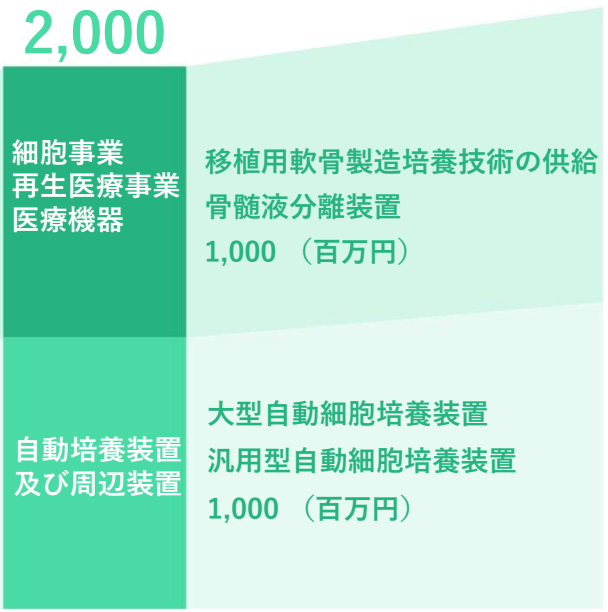 2,000
細胞事業
再生医療事業
医療機器
移植用軟骨製造培養技術の供給
骨髄液分離装置
1,000 （百万円）
自動培養装置
及び周辺装置
大型自動細胞培養装置
汎用型自動細胞培養装置
1,000 （百万円）